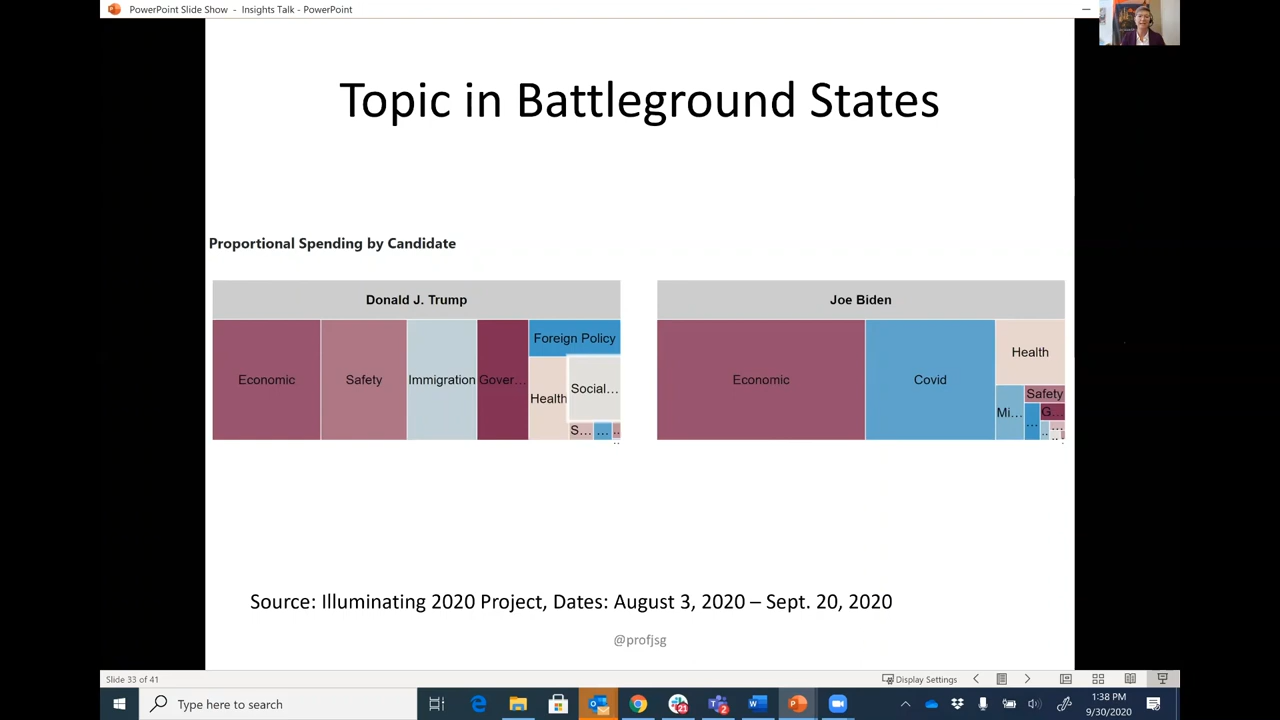 PowerPoint Slide Show - Insights Talk - PowerPoint
Topic in Battleground States
Proportional Spending by Candidate
Donald J. Trump
Economic
Safety
Immigration
Gover...
Foreign Policy
Health
Social...
S...
...
..
Joe Biden
Economic
Covid
Health
Mi...
Safety
G...
...
..
...
Source: Illuminating 2020 Project, Dates: August 3, 2020 – Sept. 20, 2020
@profjsg
Slide 33 of 41
Display Settings
Type here to search
1:38 PM
9/30/2020